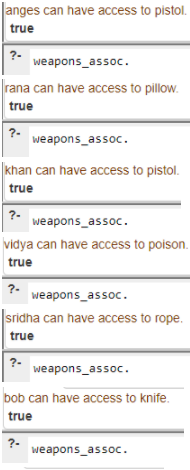 anges can have access to pistol.
true
?- weapons_assoc.
rana can have access to pillow.
true
?- weapons_assoc.
khan can have access to pistol.
true
?- weapons_assoc.
vidya can have access to poison.
true
?- weapons_assoc.
sridha can have access to rope.
true
?- weapons_assoc.
bob can have access to knife.
true
?- weapons_assoc.